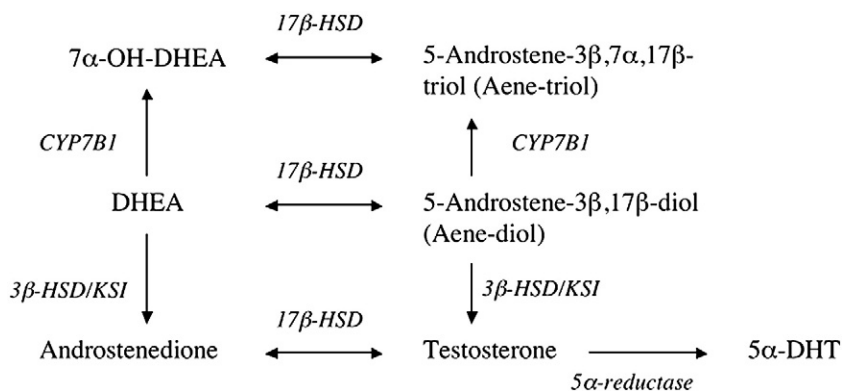 17β-HSD
7α-OH-DHEA
5-Androstene-3β,7α,17β-
triol (Aene-triol)
CYP7B1
CYP7B1
17β-HSD
DHEA
5-Androstene-3β,17β-diol
(Aene-diol)
3β-HSD/KSI
3β-HSD/KSI
17β-HSD
Androstenedione
Testosterone
5α-DHT
5α-reductase